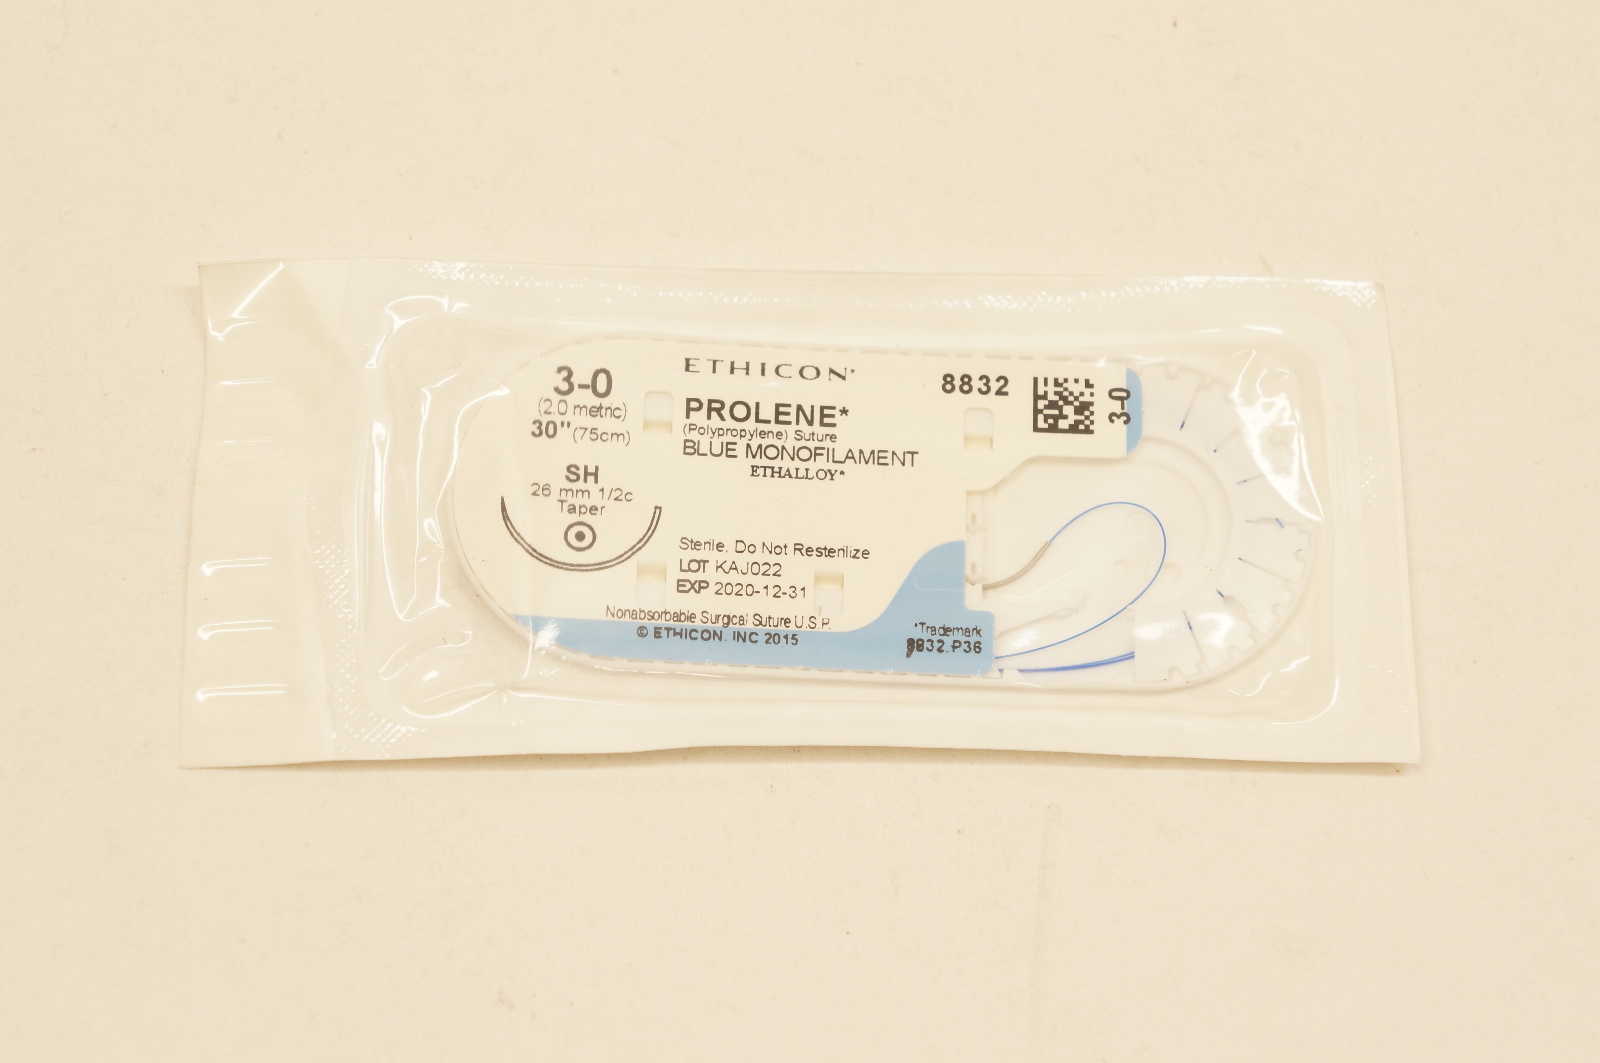 3-0
(2.0 metric)
30" (75cm)
SH
26 mm 1/2c
Taper
ETHICON*
PROLENE*
(Polypropylene) Suture
BLUE MONOFILAMENT
ETHALLOY*
8832
3-0
Sterile. Do Not Resterilize
LOT KAJ022
EXP 2020-12-31
Nonabsorbable Surgical Suture U.S.P.
© ETHICON. INC 2015
*Trademark
8832.P36